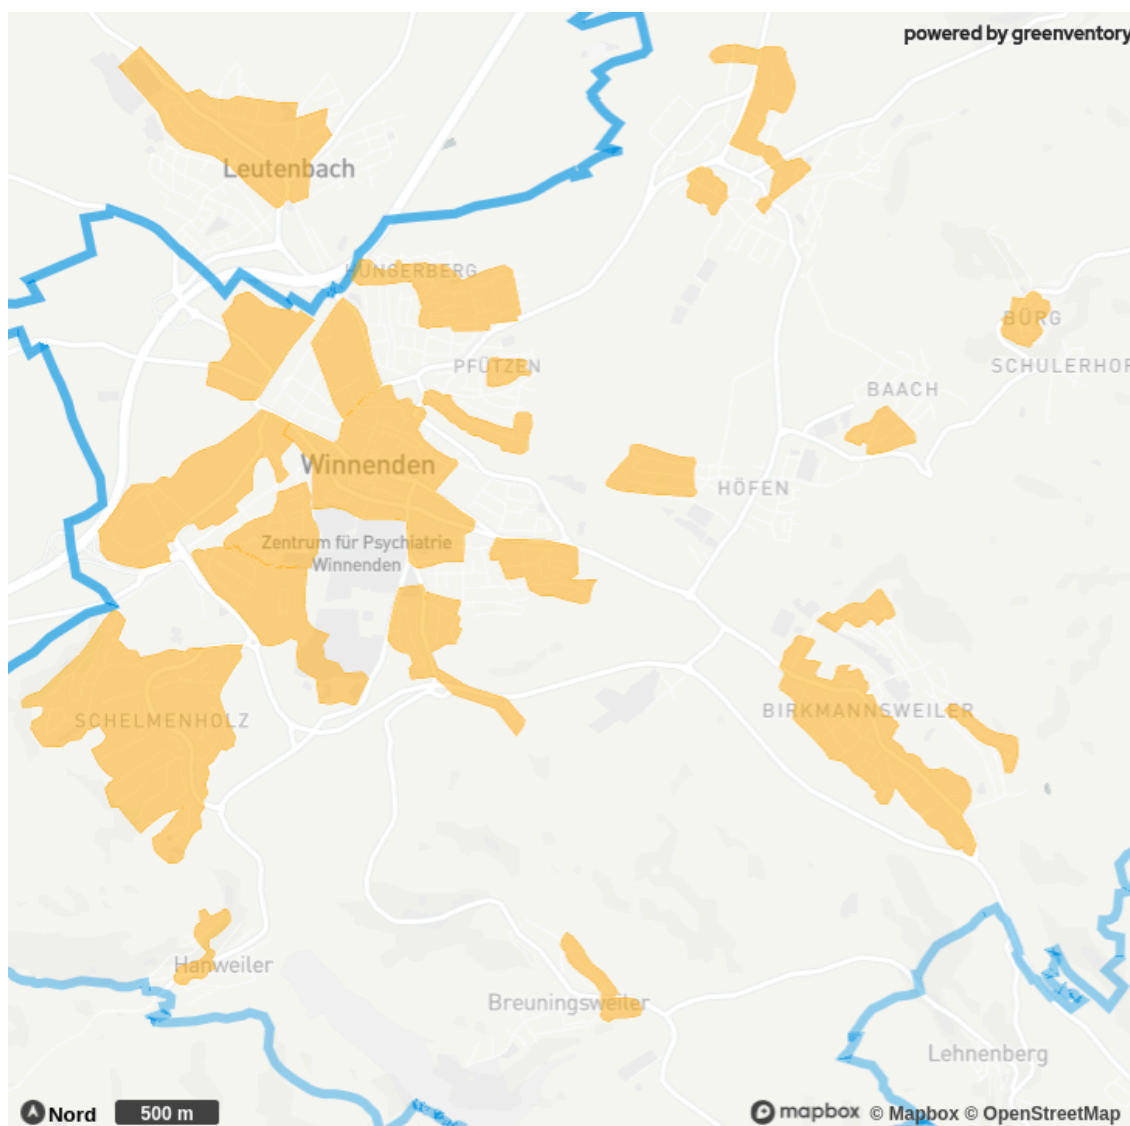 powered by greenventory
Leutenbach
HUNGERBERG
BÜRG
PFÜTZEN
SCHULERHOF
BAACH
Winnenden
HÖFEN
Zentrum für Psychiatrie
Winnenden
SCHELMENHOLZ
BIRKMANNSWEILER
Hanweiler
Breuningsweiler
Lehnenberg
Nord
500 m
mapbox © Mapbox © OpenStreetMap